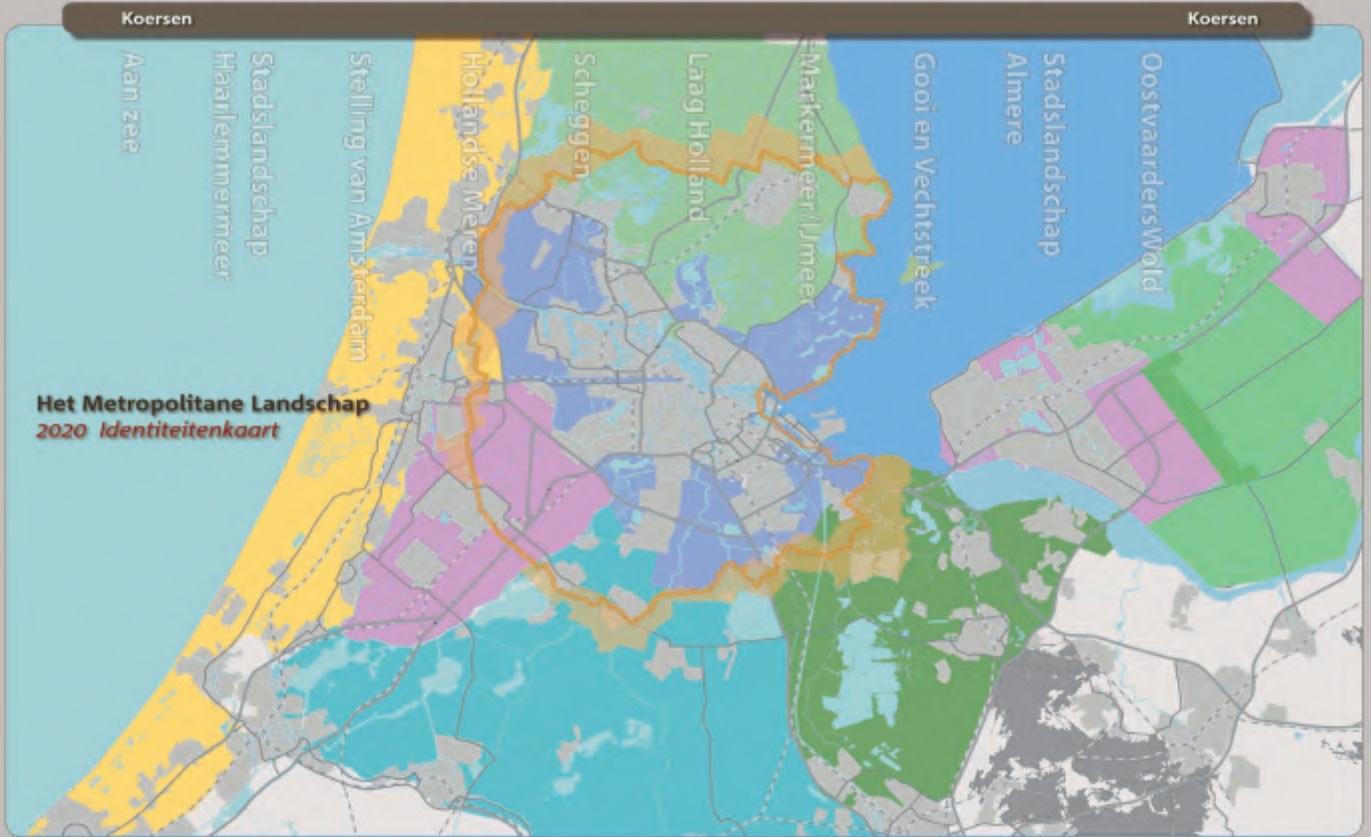 Koersen
Koersen
Aan zee
Stadslandschap
Haarlemmermeer
Stelling van Amsterdam
Hollandse Meren
Scheggen
Laag Holland
Markermeer/IJmeer
Gooi en Vechtstreek
Stadslandschap
Almere
OostvaardersWold
Het Metropolitane Landschap
2020 Identiteitenkaart